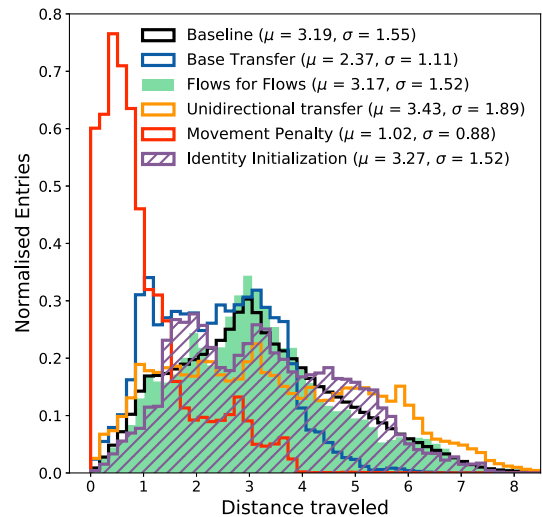 Baseline (μ = 3.19, σ = 1.55)
Base Transfer (μ = 2.37, σ = 1.11)
Flows for Flows (μ = 3.17, σ = 1.52)
Unidirectional transfer (μ = 3.43, σ = 1.89)
Movement Penalty (μ = 1.02, σ = 0.88)
Identity Initialization (μ = 3.27, σ = 1.52)
Normalised Entries
0.8
0.7
0.6
0.5
0.4
0.3
0.2
0.1
0.0
0 1 2 3 4 5 6 7 8
Distance traveled